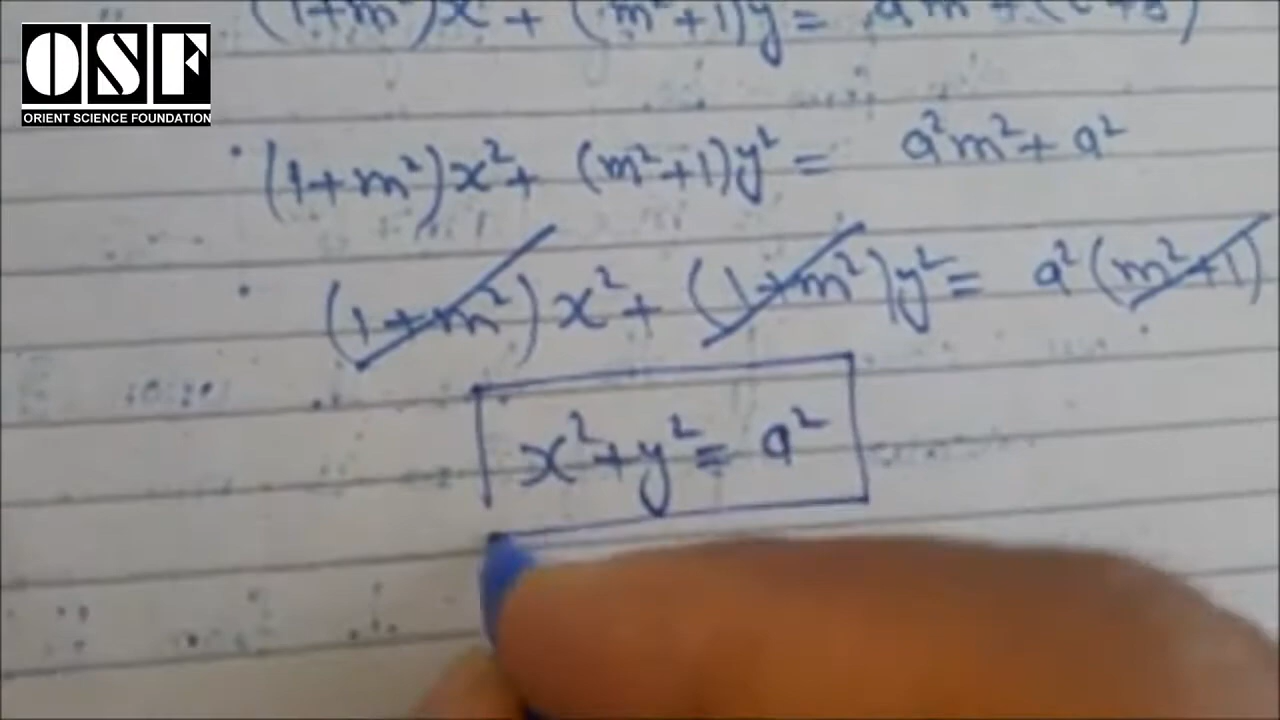 OSF
ORIENT SCIENCE FOUNDATION
(1+m²)x² + (m²+1)y² = a²m² + a²
(1+m²)x² + (1+m²)y² = a²(m²+1)
x²+y² = a²